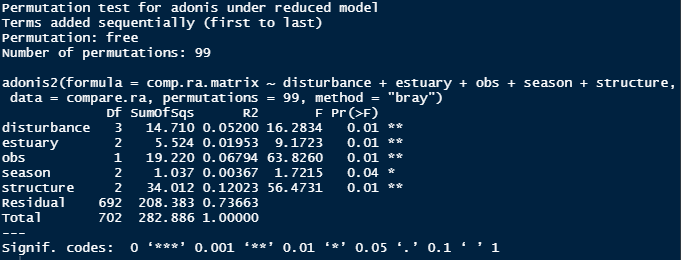 Permutation test for adonis under reduced model
Terms added sequentially (first to last)
Permutation: free
Number of permutations: 99
adonis2(formula = comp.ra.matrix ~ disturbance + estuary + obs + season + structure,
data = compare.ra, permutations = 99, method = "bray")
Df SumOfSqs R2 F Pr(>F)
disturbance 3 14.710 0.05200 16.2834 0.01 **
estuary 2 5.524 0.01953 9.1723 0.01 **
obs 1 19.220 0.06794 63.8260 0.01 **
season 2 1.037 0.00367 1.7215 0.04 *
structure 2 34.012 0.12023 56.4731 0.01 **
Residual 692 208.383 0.73663
Total 702 282.886 1.00000
---
Signif. codes: 0 ‘***’ 0.001 ‘**’ 0.01 ‘*’ 0.05 ‘.’ 0.1 ‘ ’ 1